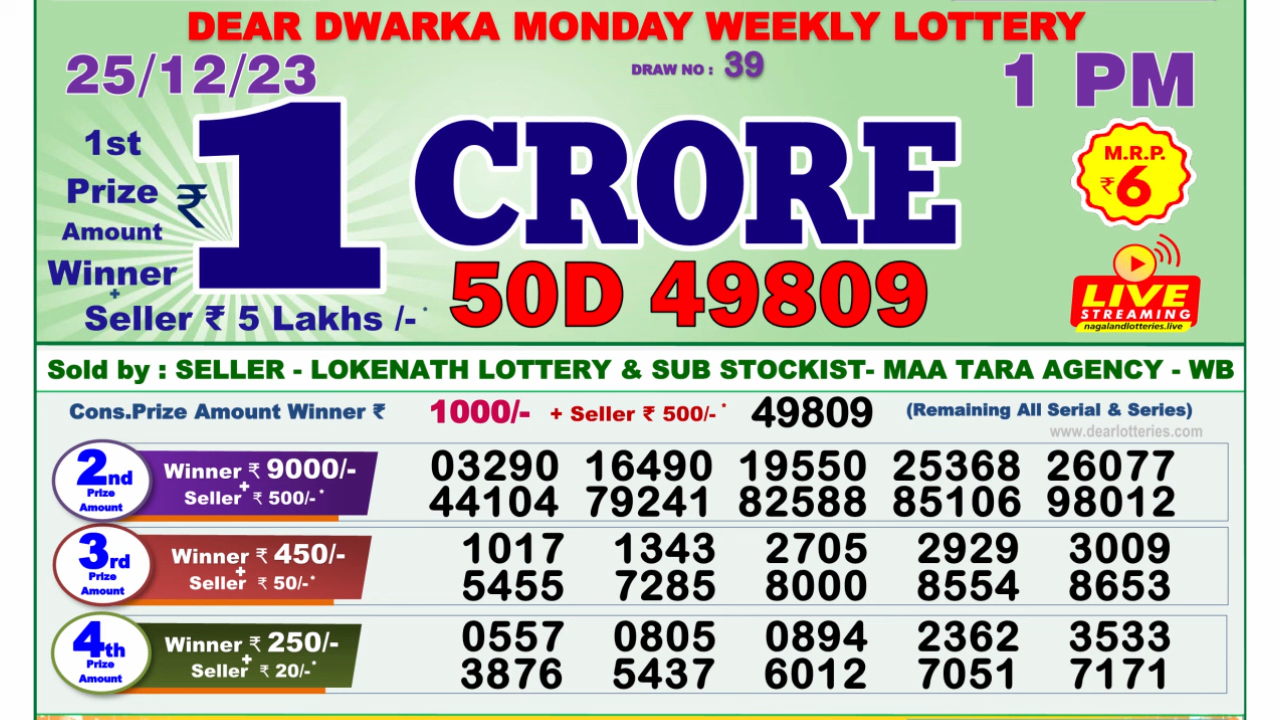 DEAR DWARKA MONDAY WEEKLY LOTTERY
25/12/23 DRAW NO : 39 1 PM
1st
Prize
Amount
Winner
+
Seller ₹ 5 Lakhs /-*
₹ 1 CRORE
50D 49809
M.R.P.
₹6
LIVE
STREAMING
nagalandlotteries.live
Sold by : SELLER - LOKENATH LOTTERY & SUB STOCKIST- MAA TARA AGENCY - WB
Cons.Prize Amount Winner ₹ 1000/- + Seller ₹ 500/-* 49809 (Remaining All Serial & Series)
www.dearlotteries.com
2nd
Prize
Amount
Winner ₹ 9000/-
+
Seller ₹ 500/-*
03290 16490 19550 25368 26077
44104 79241 82588 85106 98012
3rd
Prize
Amount
Winner ₹ 450/-
+
Seller ₹ 50/-*
1017 1343 2705 2929 3009
5455 7285 8000 8554 8653
4th
Prize
Amount
Winner ₹ 250/-
+
Seller ₹ 20/-*
0557 0805 0894 2362 3533
3876 5437 6012 7051 7171